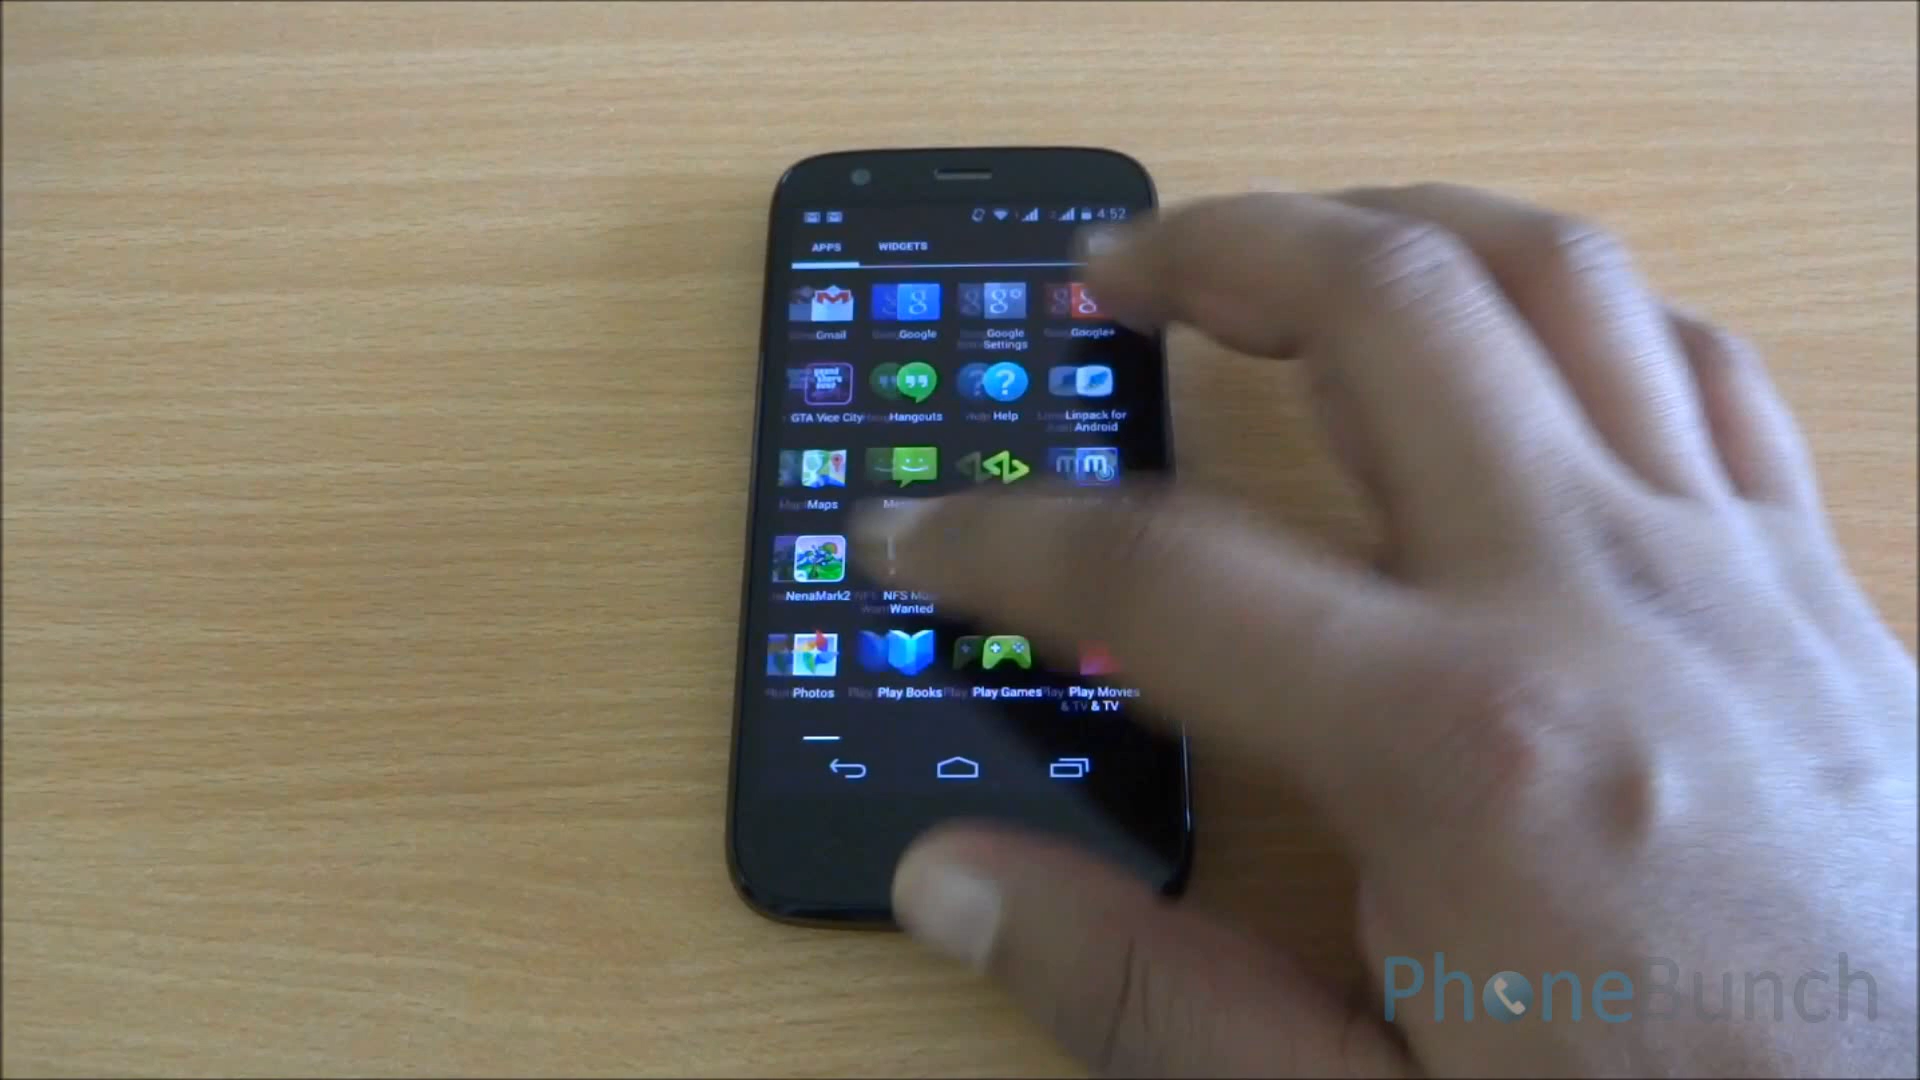 4:52
APPS WIDGETS
Gmail Google Google Google+
Settings
GTA Vice City Hangouts Help Linpack for
Android
Maps
NenaMark2 NFS
Wanted
Photos Play Books Play Games Play Movies
& TV
PhoneBunch